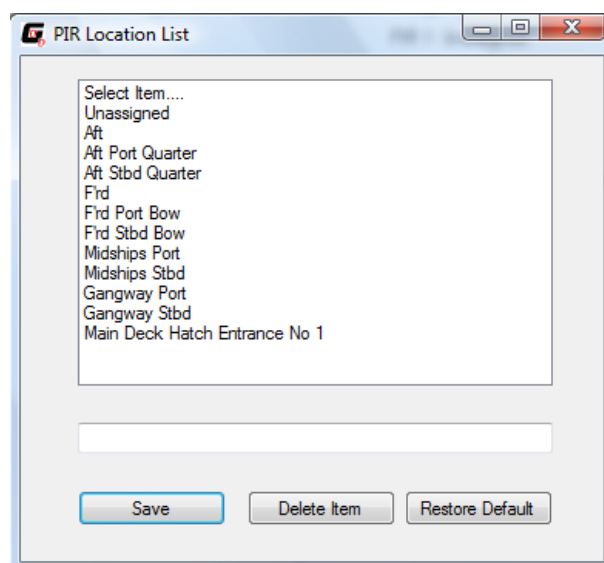 PIR Location List
Select Item....
Unassigned
Aft
Aft Port Quarter
Aft Stbd Quarter
F'rd
F'rd Port Bow
F'rd Stbd Bow
Midships Port
Midships Stbd
Gangway Port
Gangway Stbd
Main Deck Hatch Entrance No 1
Save Delete Item Restore Default